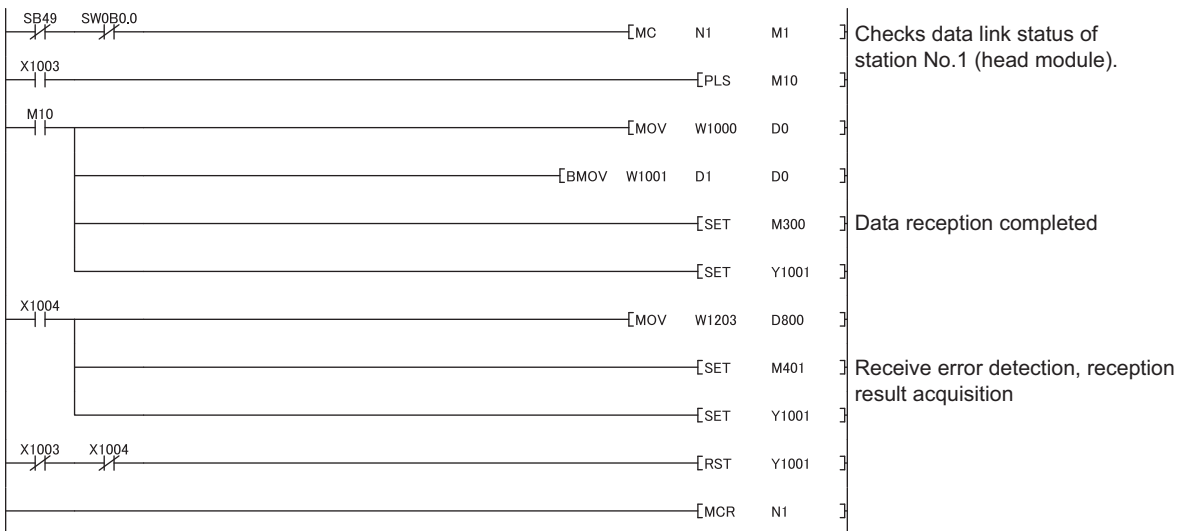 SB49 SW0B0.0
MC N1 M1
Checks data link status of
station No.1 (head module).
X1003
PLS M10
M10
MOV W1000 D0
BMOV W1001 D1 D0
SET M300
Data reception completed
SET Y1001
X1004
MOV W1203 D800
SET M401
Receive error detection, reception
result acquisition
SET Y1001
X1003 X1004
RST Y1001
MCR N1